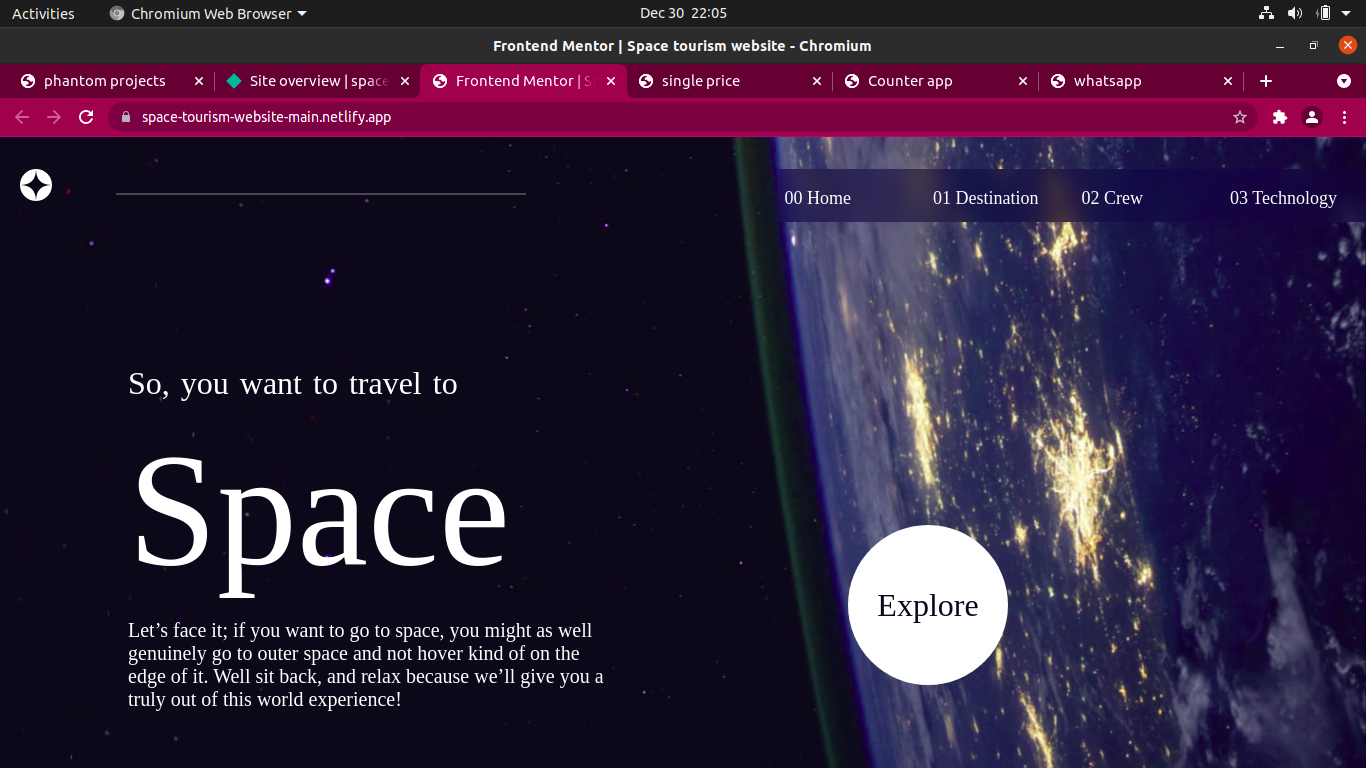 Activities
Chromium Web Browser
Dec 30 22:05
Frontend Mentor | Space tourism website - Chromium
phantom projects
Site overview | space
Frontend Mentor | S
single price
Counter app
whatsapp
space-tourism-website-main.netlify.app
00 Home
01 Destination
02 Crew
03 Technology
So, you want to travel to
Space
Let’s face it; if you want to go to space, you might as well
genuinely go to outer space and not hover kind of on the
edge of it. Well sit back, and relax because we’ll give you a
truly out of this world experience!
Explore